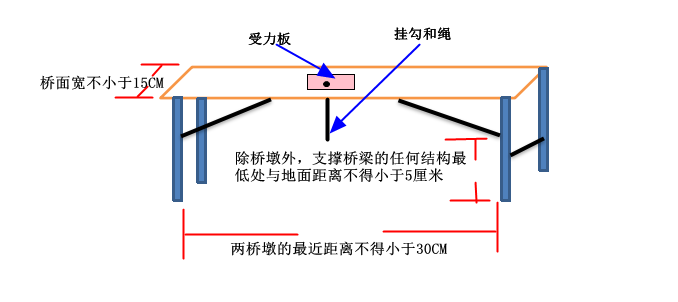 受力板
挂勾和绳
桥面宽不小于15CM
除桥墩外，支撑桥梁的任何结构最
低处与地面距离不得小于5厘米
两桥墩的最近距离不得小于30CM